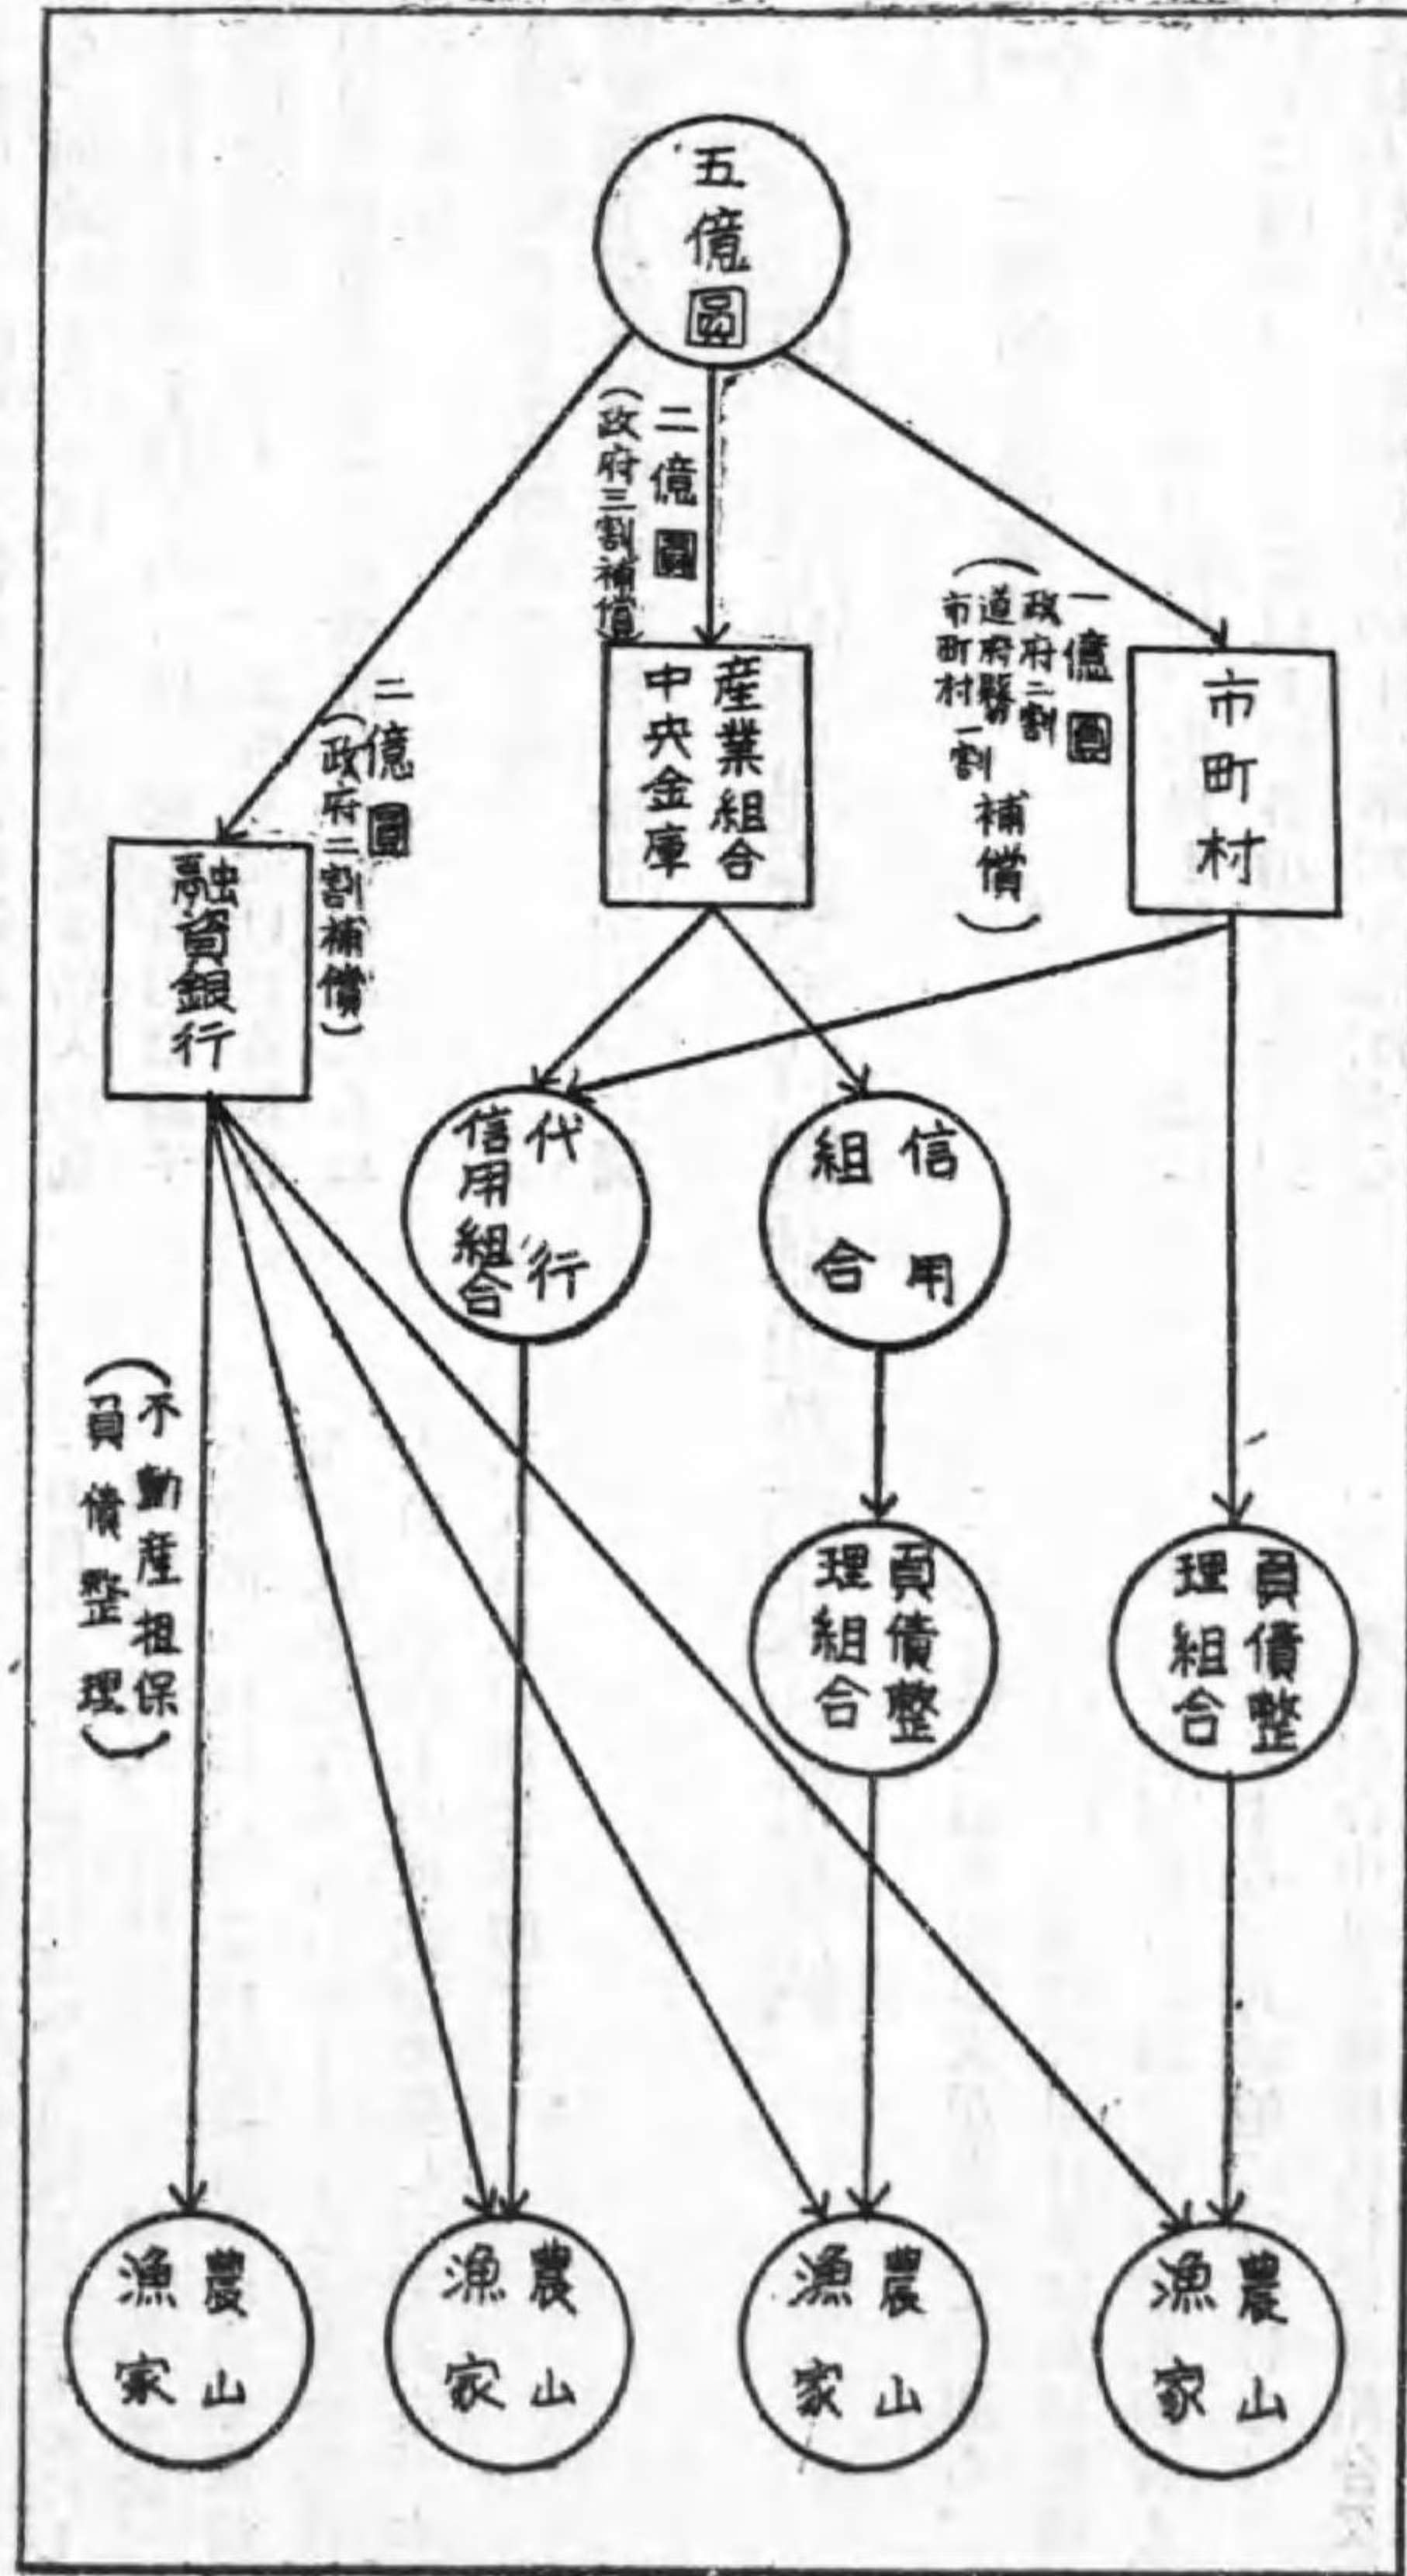 五億圓
一億圓
(政府二割
道府縣
市町村一割
補償)
市町村
二億圓
(政府三割補償)
産業組合
中央金庫
二億圓
(政府二割補償)
融資銀行
信用
組合
代行
信用組合
(不動産担保
負債整理)
負債整
理組合
負債整
理組合
農山
漁家
農山
漁家
農山
漁家
農山
漁家